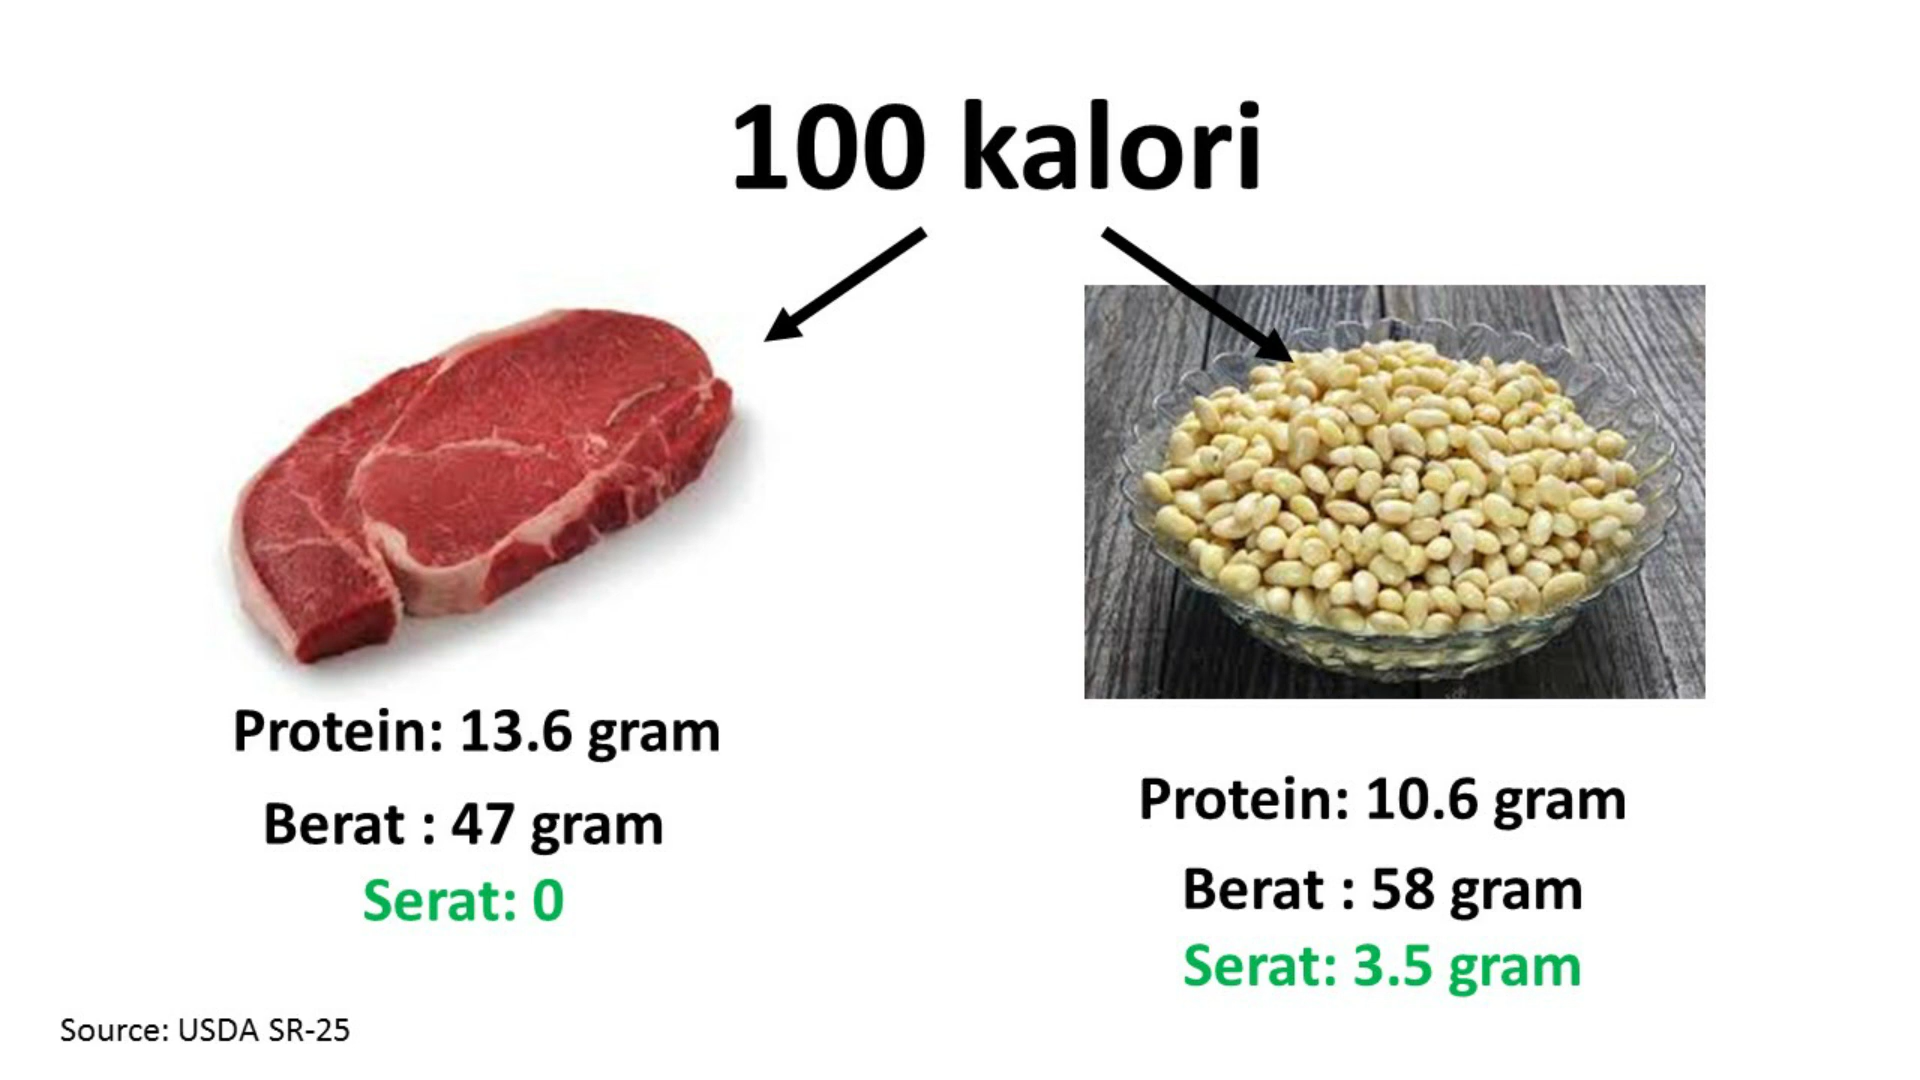 100 kalori
Protein: 13.6 gram
Berat : 47 gram
Serat: 0
Protein: 10.6 gram
Berat : 58 gram
Serat: 3.5 gram
Source: USDA SR-25